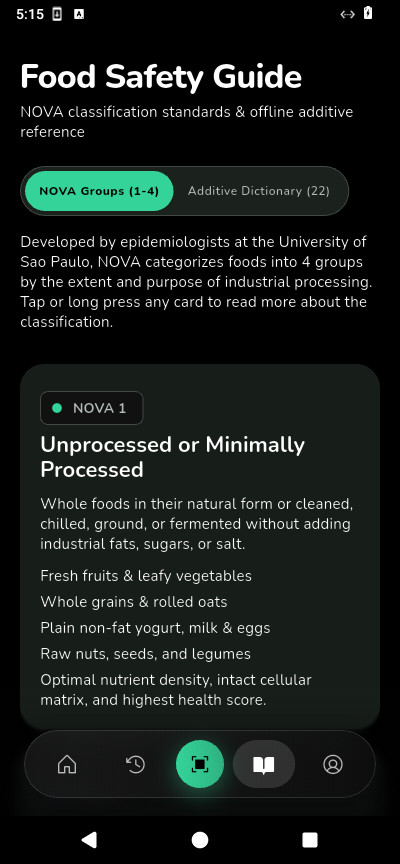 5:15
Food Safety Guide
NOVA classification standards & offline additive
reference
NOVA Groups (1-4)
Additive Dictionary (22)
Developed by epidemiologists at the University of
Sao Paulo, NOVA categorizes foods into 4 groups
by the extent and purpose of industrial processing.
Tap or long press any card to read more about the
classification.
NOVA 1
Unprocessed or Minimally
Processed
Whole foods in their natural form or cleaned,
chilled, ground, or fermented without adding
industrial fats, sugars, or salt.
Fresh fruits & leafy vegetables
Whole grains & rolled oats
Plain non-fat yogurt, milk & eggs
Raw nuts, seeds, and legumes
Optimal nutrient density, intact cellular
matrix, and highest health score.